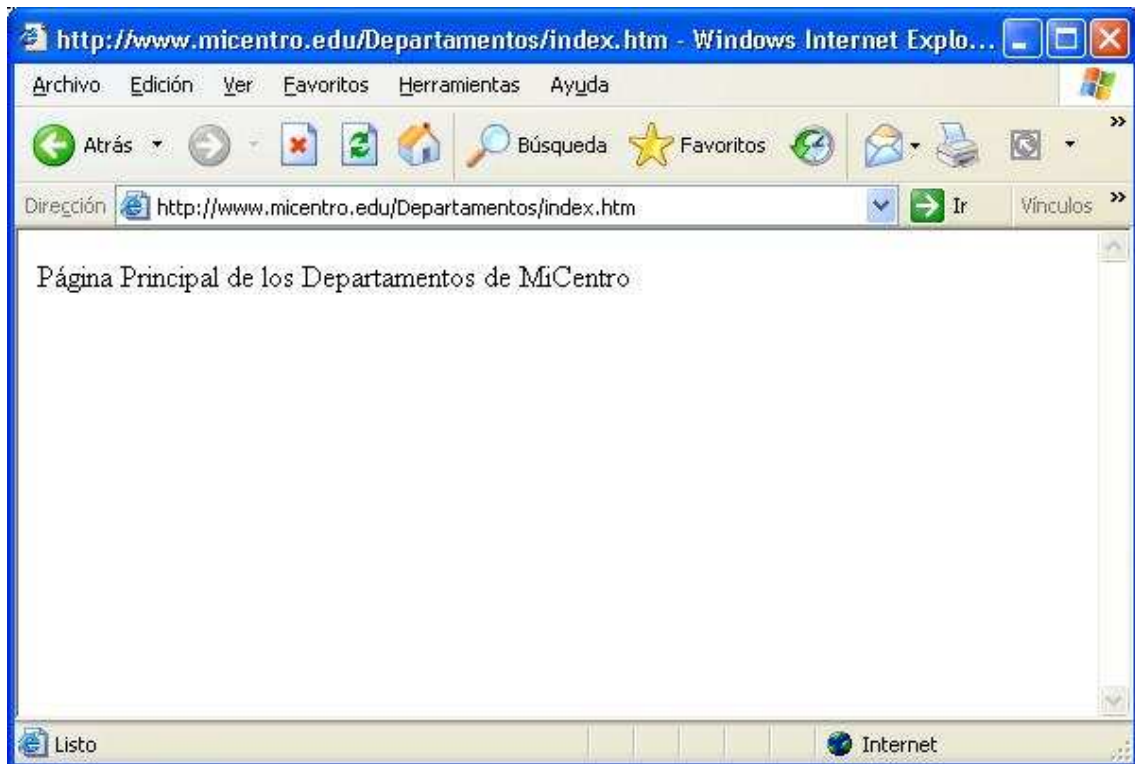 http://www.micentro.edu/Departamentos/index.htm - Windows Internet Explo...
Archivo Edición Ver Favoritos Herramientas Ayuda
Atrás Búsqueda Favoritos »
Dirección http://www.micentro.edu/Departamentos/index.htm Ir Vínculos »
Página Principal de los Departamentos de MiCentro
Listo Internet